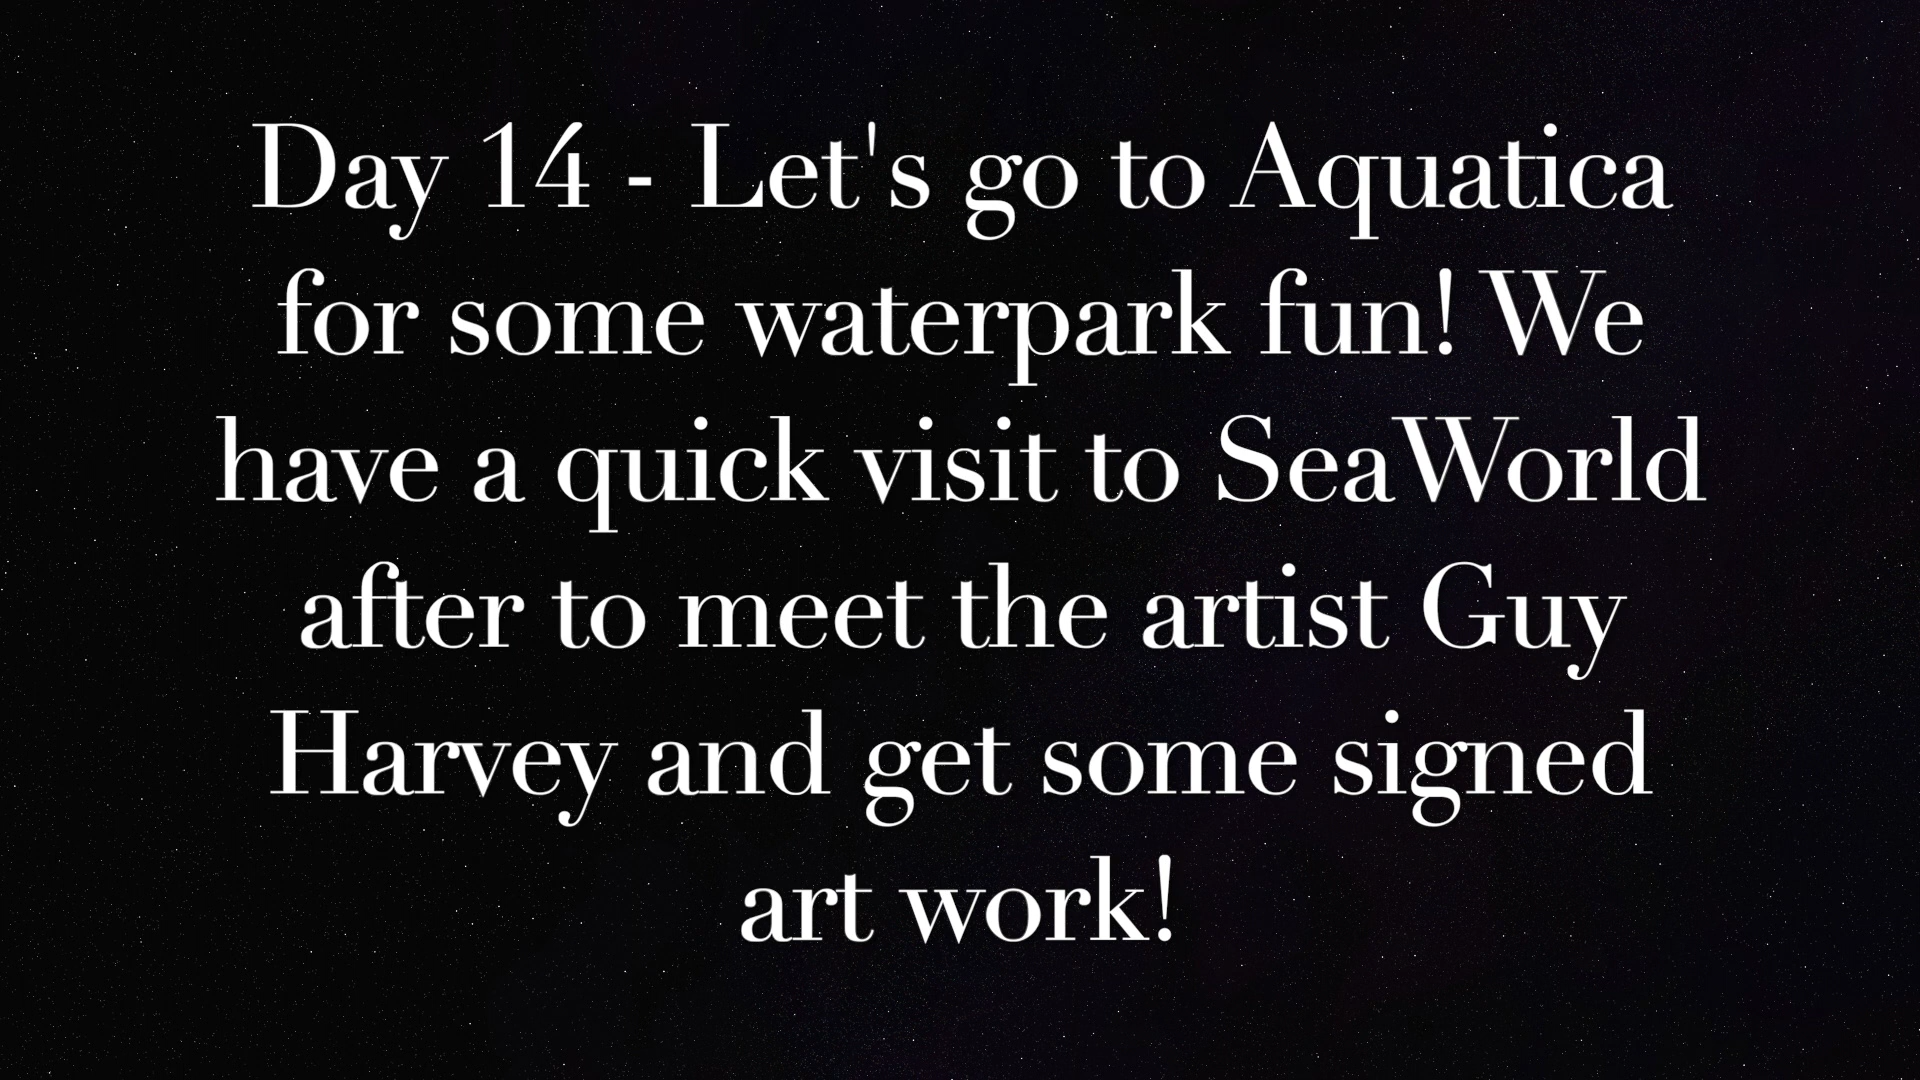 Day 14 - Let's go to Aquatica
for some waterpark fun! We
have a quick visit to SeaWorld
after to meet the artist Guy
Harvey and get some signed
art work!